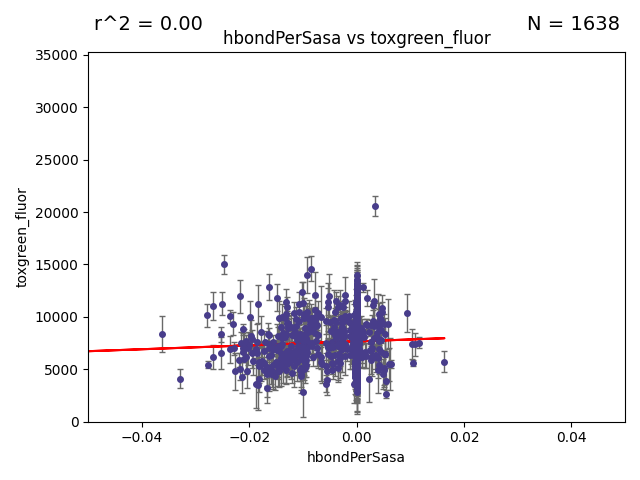 r^2 = 0.00
N = 1638
hbondPerSasa vs toxgreen_fluor
35000
30000
25000
20000
15000
10000
5000
0
toxgreen_fluor
−0.04
−0.02
0.00
0.02
0.04
hbondPerSasa